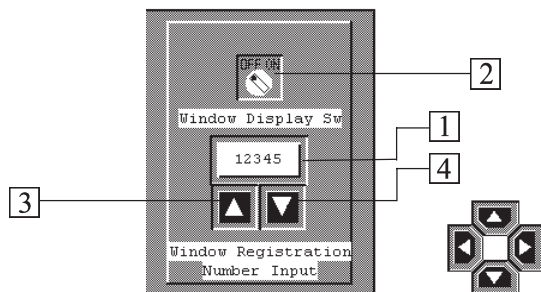 OFF ON
2
Window Display Sw
1
12345
4
3
Window Registration
Number Input